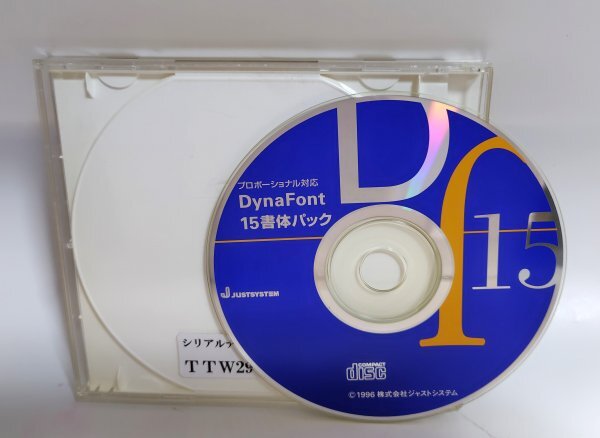 Df15
プロポーショナル対応
DynaFont
15書体パック
JUSTSYSTEM
シリアルナ
TTW29
COMPACT
disc
©1996 株式会社ジャストシステム